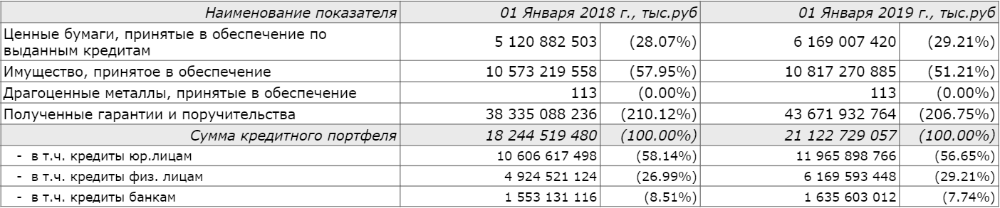 Наименование показателя 01 Января 2018 г., тыс.руб 01 Января 2019 г., тыс.руб
Ценные бумаги, принятые в обеспечение по
выданным кредитам 5 120 882 503 (28.07%) 6 169 007 420 (29.21%)
Имущество, принятое в обеспечение 10 573 219 558 (57.95%) 10 817 270 885 (51.21%)
Драгоценные металлы, принятые в обеспечение 113 (0.00%) 113 (0.00%)
Полученные гарантии и поручительства 38 335 088 236 (210.12%) 43 671 932 764 (206.75%)
Сумма кредитного портфеля 18 244 519 480 (100.00%) 21 122 729 057 (100.00%)
- в т.ч. кредиты юр.лицам 10 606 617 498 (58.14%) 11 965 898 766 (56.65%)
- в т.ч. кредиты физ. лицам 4 924 521 124 (26.99%) 6 169 593 448 (29.21%)
- в т.ч. кредиты банкам 1 553 131 116 (8.51%) 1 635 603 012 (7.74%)